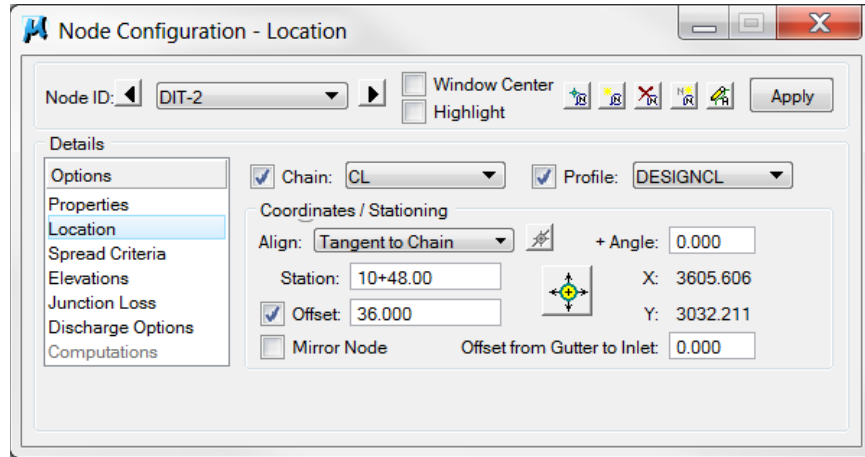 Node Configuration - Location
Node ID: DIT-2 Window Center Apply
Highlight
Details
Options Chain: CL Profile: DESIGNCL
Properties
Location
Spread Criteria
Elevations
Junction Loss
Discharge Options
Computations
Coordinates / Stationing
Align: Tangent to Chain + Angle: 0.000
Station: 10+48.00 X: 3605.606
Offset: 36.000 Y: 3032.211
Mirror Node Offset from Gutter to Inlet: 0.000